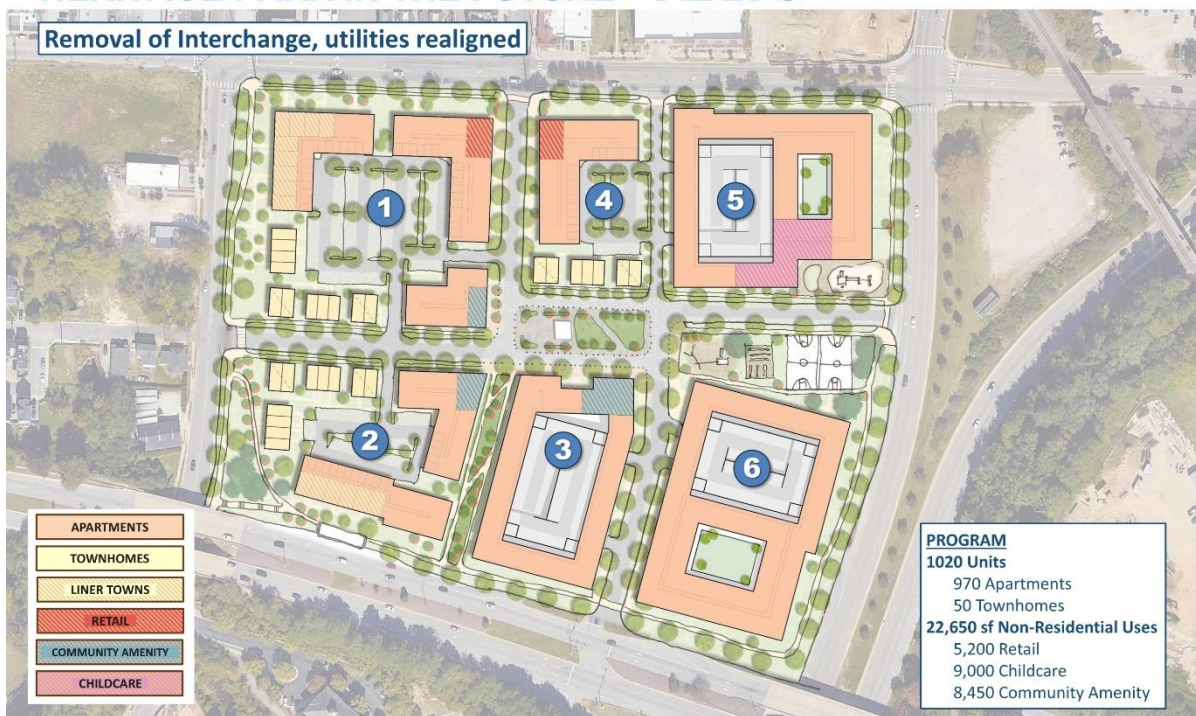 Removal of Interchange, utilities realigned
1
4
5
2
3
6
APARTMENTS
TOWNHOMES
LINER TOWNS
RETAIL
COMMUNITY AMENITY
CHILDCARE
PROGRAM
1020 Units
970 Apartments
50 Townhomes
22,650 sf Non-Residential Uses
5,200 Retail
9,000 Childcare
8,450 Community Amenity